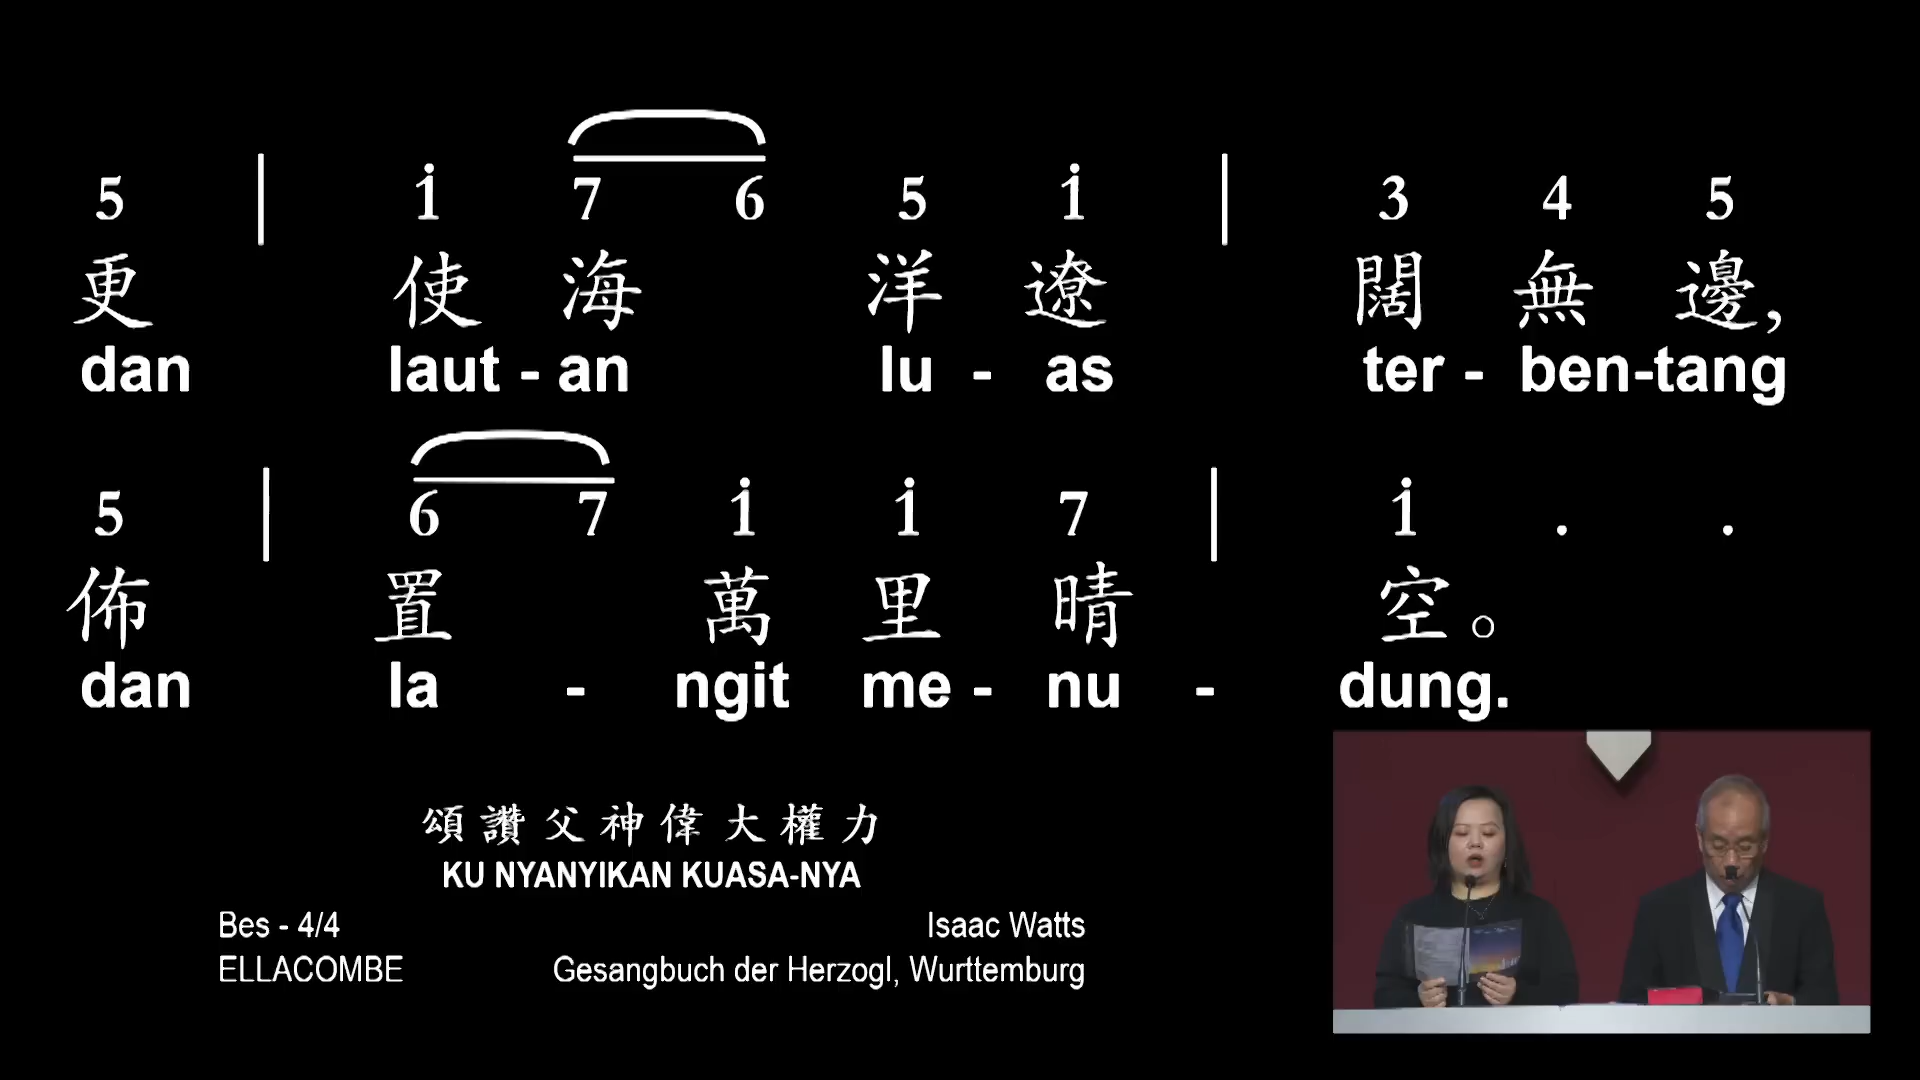 5 | i 7 6 5 i | 3 4 5
更 使 海 洋 遼 闊 無 邊,
dan laut - an lu - as ter - ben-tang
5 | 6 7 i i 7 | i . .
佈 置 萬 里 晴 空。
dan la - ngit me - nu - dung.
頌 讚 父 神 偉 大 權 力
KU NYANYIKAN KUASA-NYA
Bes - 4/4 Isaac Watts
ELLACOMBE Gesangbuch der Herzogl, Wurttemburg